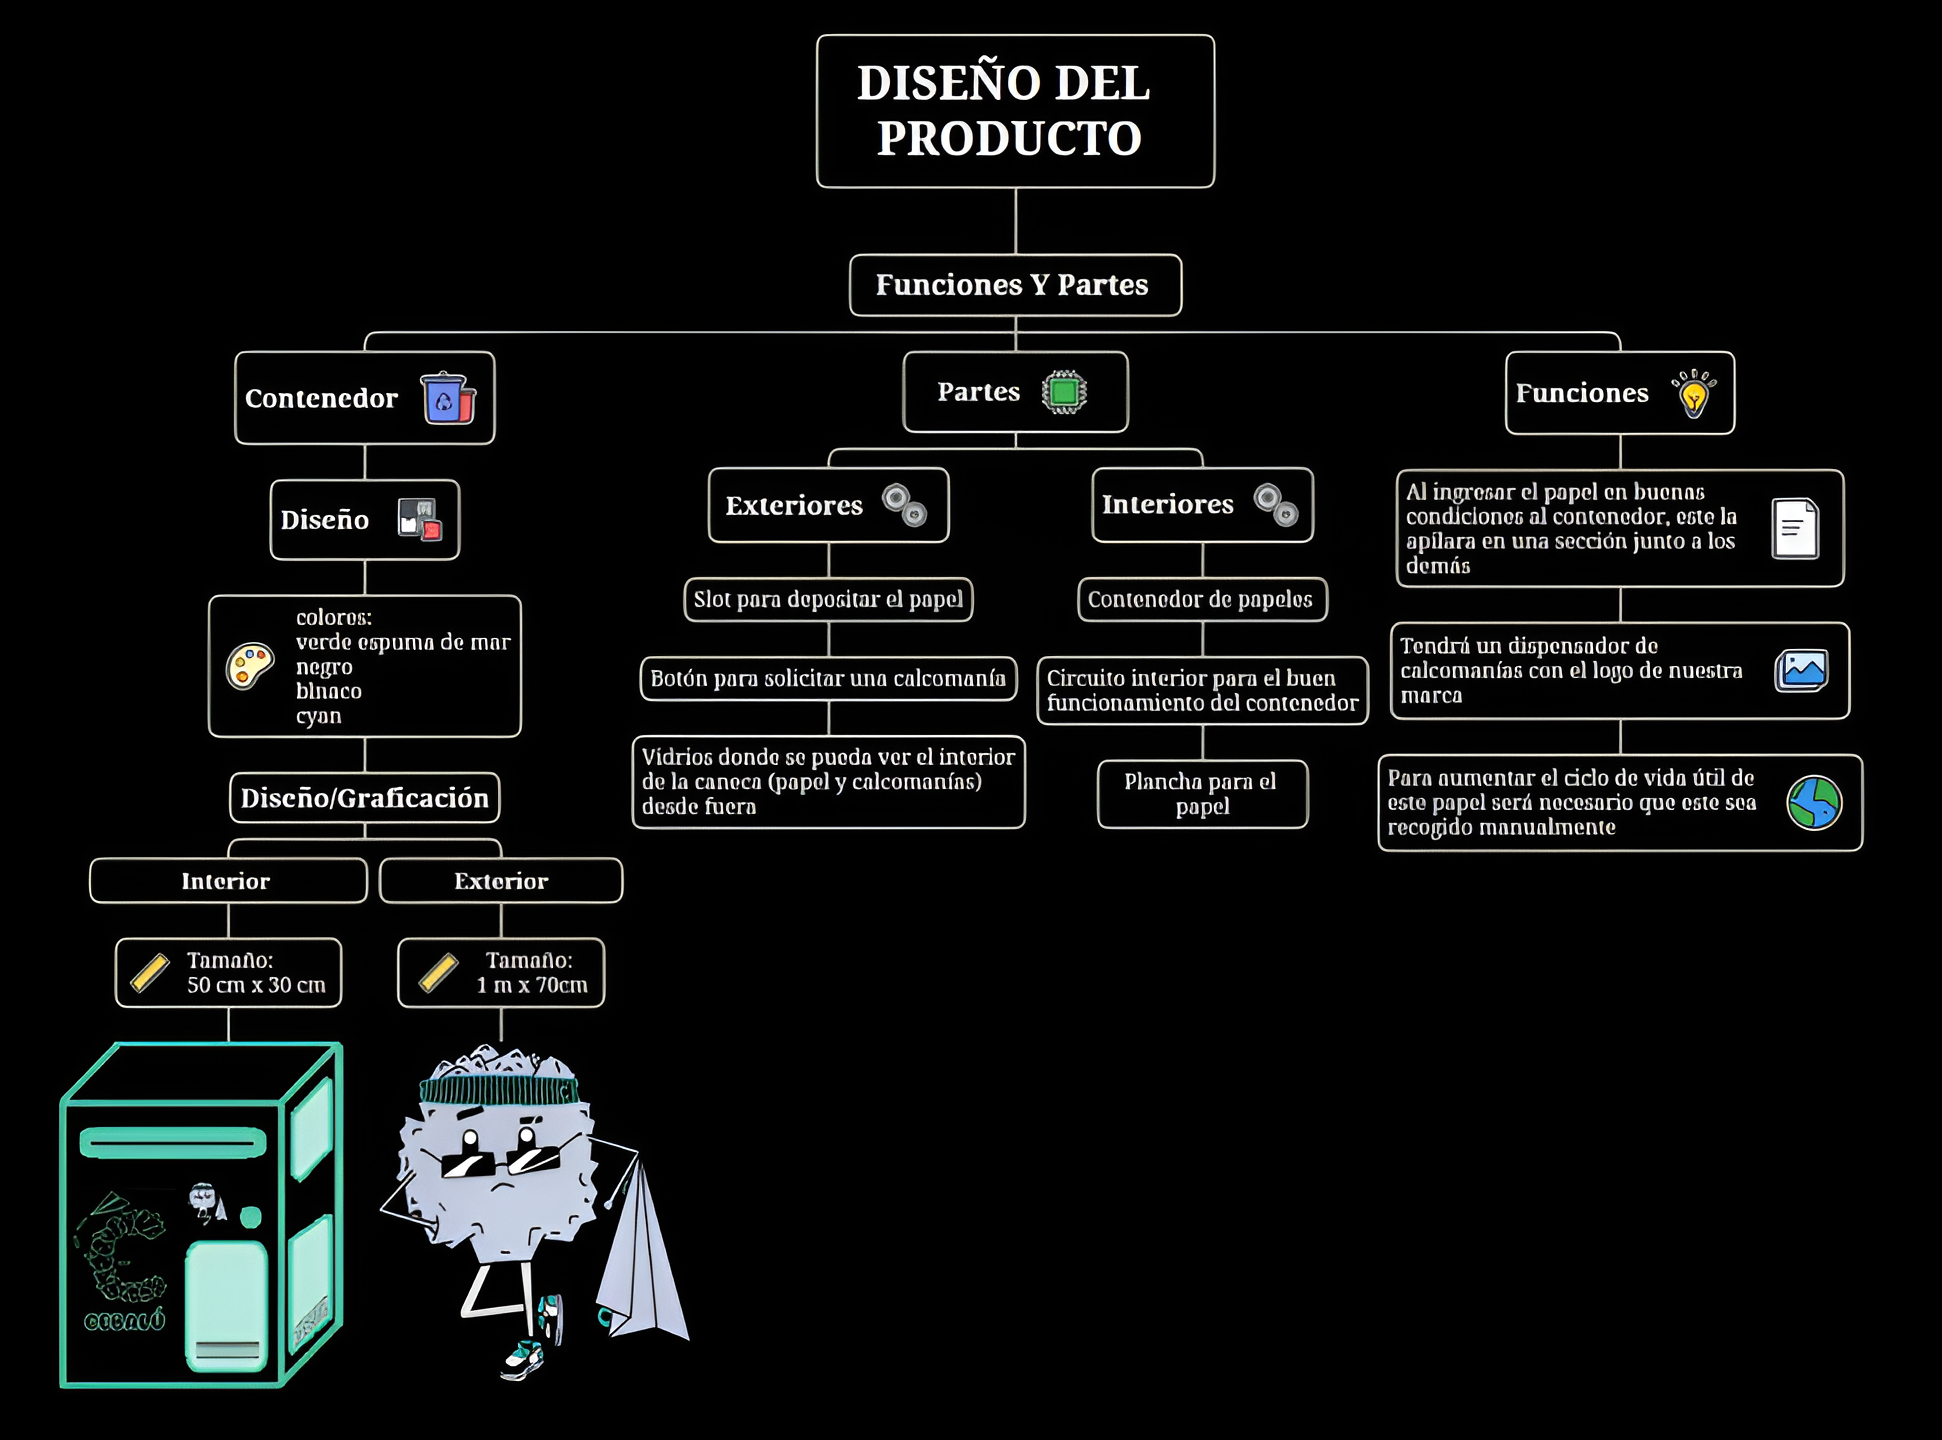 DISEÑO DEL
PRODUCTO
Funciones Y Partes
Contenedor
Diseño
colores:
verde espuma de mar
negro
blnaco
cyan
Diseño/Graficación
Interior
Tamaño:
50 cm x 30 cm
Exterior
Tamaño:
1 m x 70cm
CEBALÚ
Partes
Exteriores
Slot para depositar el papel
Botón para solicitar una calcomanía
Vidrios donde se pueda ver el interior
de la caneca (papel y calcomanías)
desde fuera
Interiores
Contenedor de papeles
Circuito interior para el buen
funcionamiento del contenedor
Plancha para el
papel
Funciones
Al ingresar el papel en buenas
condiciones al contenedor, este la
apilara en una sección junto a los
demás
Tendrá un dispensador de
calcomanías con el logo de nuestra
marca
Para aumentar el ciclo de vida útil de
este papel será necesario que este sea
recogido manualmente